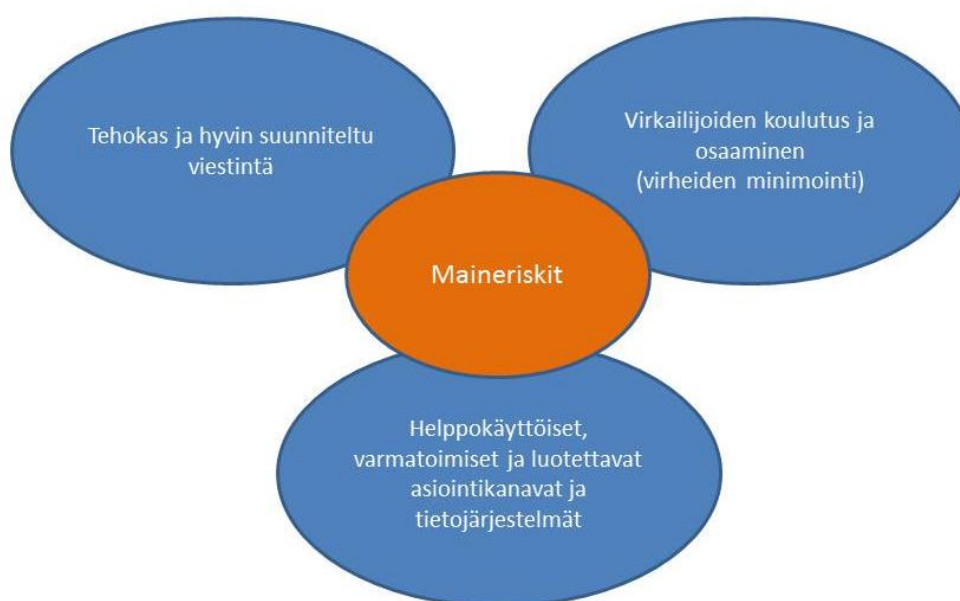 Tehokas ja hyvin suunniteltu
viestintä
Virkailijoiden koulutus ja
osaaminen
(virheiden minimointi)
Maineriskit
Helppokäyttöiset,
varmatoimiset ja luotettavat
asiointikanavat ja
tietojärjestelmät